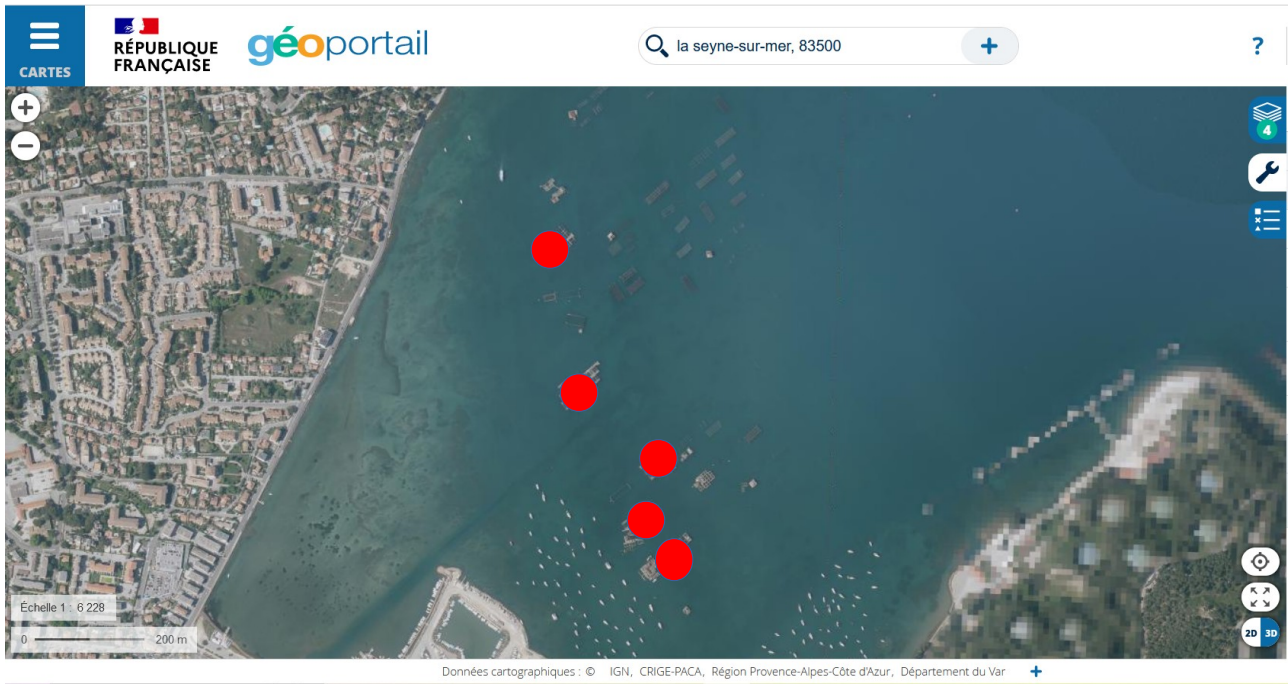 CARTES
RÉPUBLIQUE
FRANÇAISE
géoportail
la seyne-sur-mer, 83500
+
?
+
−
4
Échelle 1 : 6 228
0 200 m
2D 3D
Données cartographiques : © IGN, CRIGE-PACA, Région Provence-Alpes-Côte d'Azur, Département du Var +